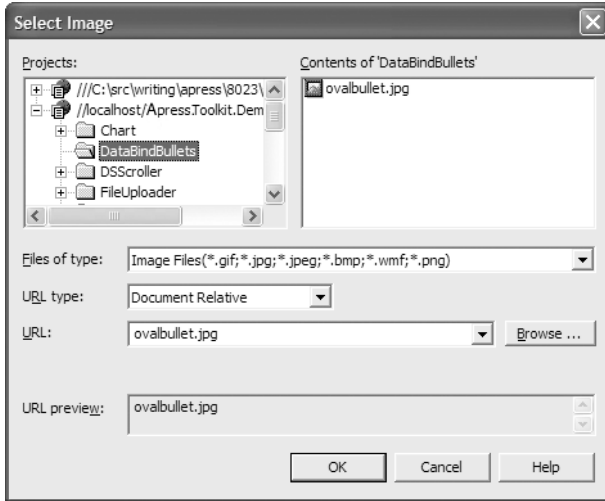 Select Image
Projects:
Contents of 'DataBindBullets'
///C:\src\writing\apress\8023\
//localhost/Apress.Toolkit.Dem
Chart
DataBindBullets
DSScroller
FileUploader
ovalbullet.jpg
Files of type:
Image Files(*.gif;*.jpg;*.jpeg;*.bmp;*.wmf;*.png)
URL type:
Document Relative
URL:
ovalbullet.jpg
Browse ...
URL preview:
ovalbullet.jpg
OK
Cancel
Help